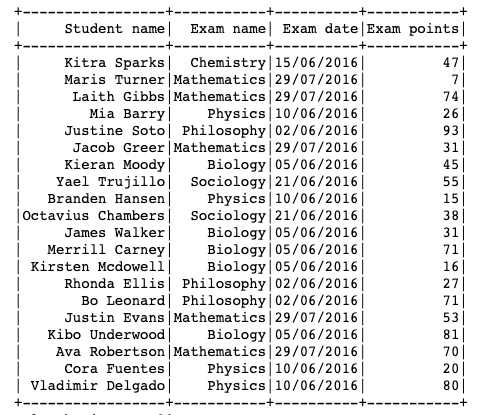 +-----------------+-----------+----------+-----------+
|     Student name|  Exam name| Exam date|Exam points|
+-----------------+-----------+----------+-----------+
|     Kitra Sparks|  Chemistry|15/06/2016|         47|
|     Maris Turner|Mathematics|29/07/2016|          7|
|      Laith Gibbs|Mathematics|29/07/2016|         74|
|        Mia Barry|    Physics|10/06/2016|         26|
|     Justine Soto| Philosophy|02/06/2016|         93|
|      Jacob Greer|Mathematics|29/07/2016|         31|
|     Kieran Moody|    Biology|05/06/2016|         45|
|    Yael Trujillo|  Sociology|21/06/2016|         55|
|   Branden Hansen|    Physics|10/06/2016|         15|
|Octavius Chambers|  Sociology|21/06/2016|         38|
|     James Walker|    Biology|05/06/2016|         31|
|   Merrill Carney|    Biology|05/06/2016|         71|
| Kirsten Mcdowell|    Biology|05/06/2016|         16|
|     Rhonda Ellis| Philosophy|02/06/2016|         27|
|       Bo Leonard| Philosophy|02/06/2016|         71|
|     Justin Evans|Mathematics|29/07/2016|         53|
|   Kibo Underwood|    Biology|05/06/2016|         81|
|    Ava Robertson|Mathematics|29/07/2016|         70|
|     Cora Fuentes|    Physics|10/06/2016|         20|
| Vladimir Delgado|    Physics|10/06/2016|         80|
+-----------------+-----------+----------+-----------+